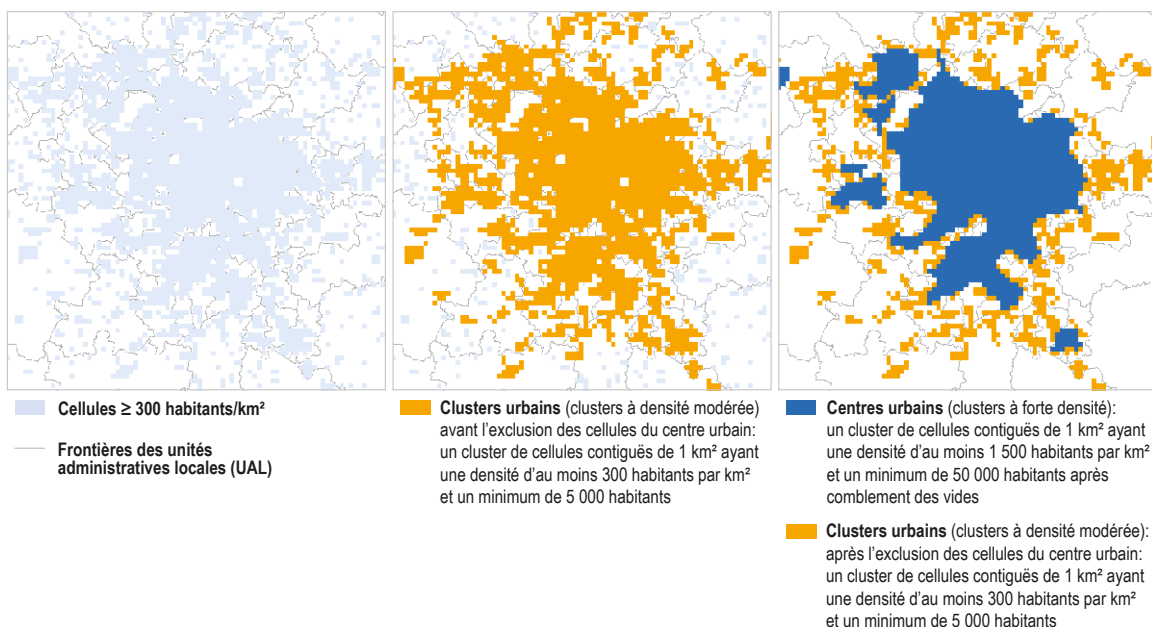 Cellules ≥ 300 habitants/km²
Frontières des unités
administratives locales (UAL)
Clusters urbains (clusters à densité modérée)
avant l'exclusion des cellules du centre urbain:
un cluster de cellules contiguës de 1 km² ayant
une densité d'au moins 300 habitants par km²
et un minimum de 5 000 habitants
Centres urbains (clusters à forte densité):
un cluster de cellules contiguës de 1 km² ayant
une densité d'au moins 1 500 habitants par km²
et un minimum de 50 000 habitants après
comblement des vides
Clusters urbains (clusters à densité modérée):
après l'exclusion des cellules du centre urbain:
un cluster de cellules contiguës de 1 km² ayant
une densité d'au moins 300 habitants par km²
et un minimum de 5 000 habitants